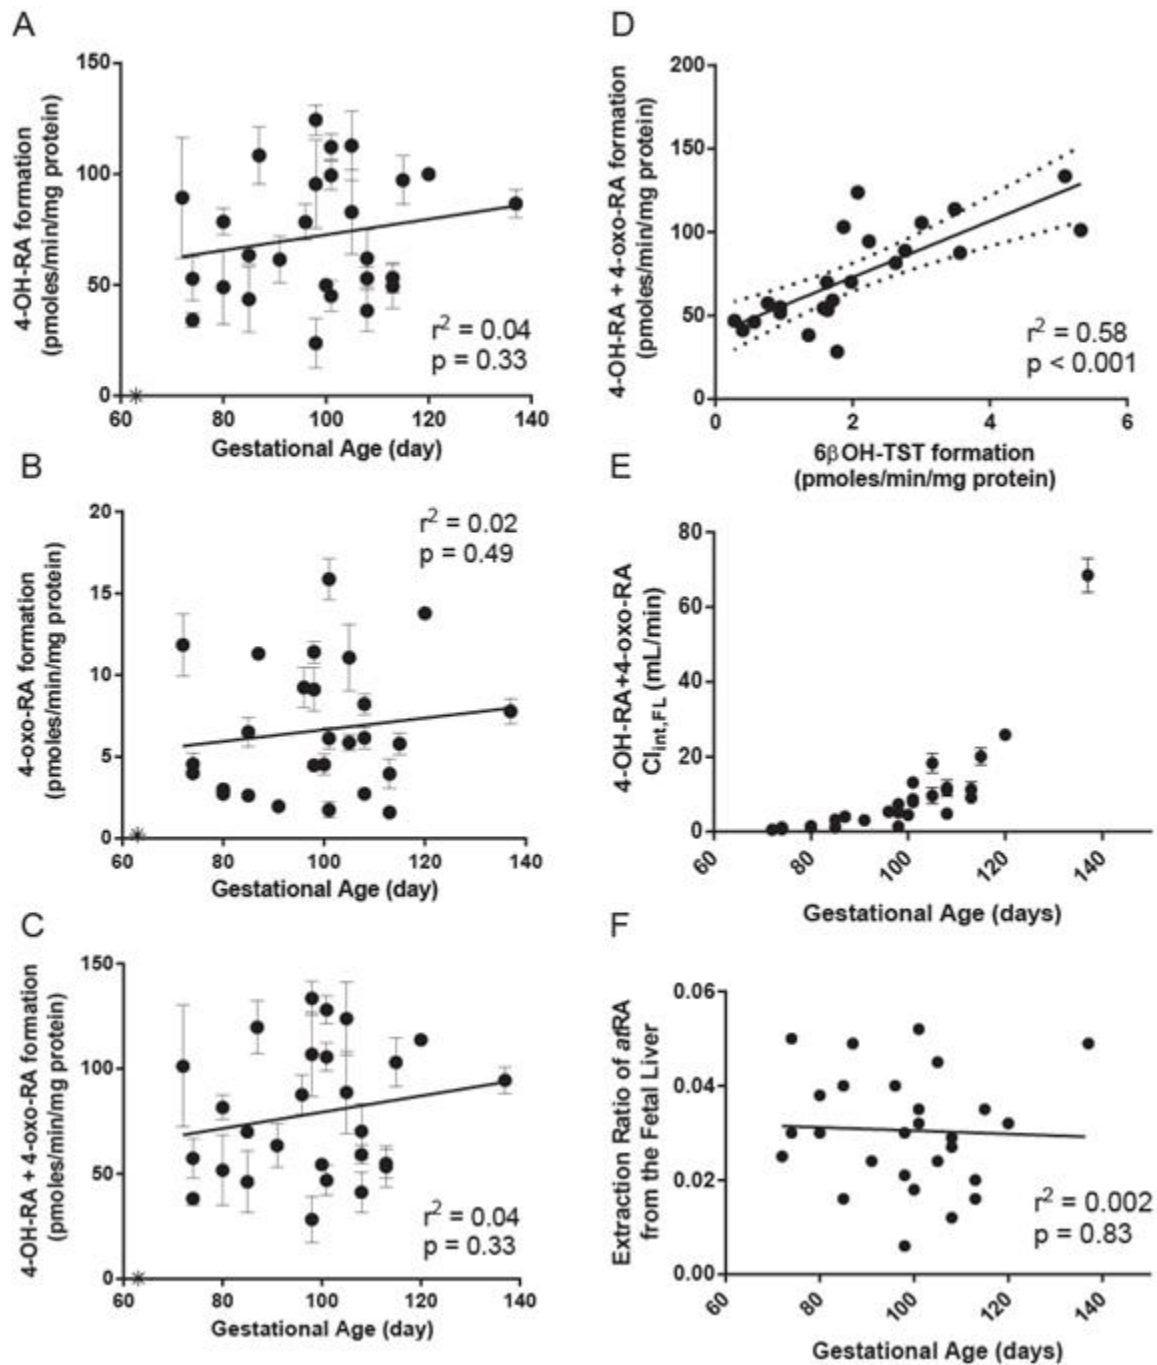 A
4-OH-RA formation
(pmoles/min/mg protein)
150
100
50
0
60
80
100
120
140
Gestational Age (day)
r² = 0.04
p = 0.33
B
4-oxo-RA formation
(pmoles/min/mg protein)
20
15
10
5
0
60
80
100
120
140
Gestational Age (day)
r² = 0.02
p = 0.49
C
4-OH-RA + 4-oxo-RA formation
(pmoles/min/mg protein)
150
100
50
0
60
80
100
120
140
Gestational Age (day)
r² = 0.04
p = 0.33
D
4-OH-RA + 4-oxo-RA formation
(pmoles/min/mg protein)
200
150
100
50
0
0
2
4
6
6βOH-TST formation
(pmoles/min/mg protein)
r² = 0.58
p < 0.001
E
4-OH-RA+4-oxo-RA
Cl_int,FL (mL/min)
80
60
40
20
0
60
80
100
120
140
Gestational Age (days)
F
Extraction Ratio of atRA
from the Fetal Liver
0.06
0.04
0.02
0.00
60
80
100
120
140
Gestational Age (days)
r² = 0.002
p = 0.83